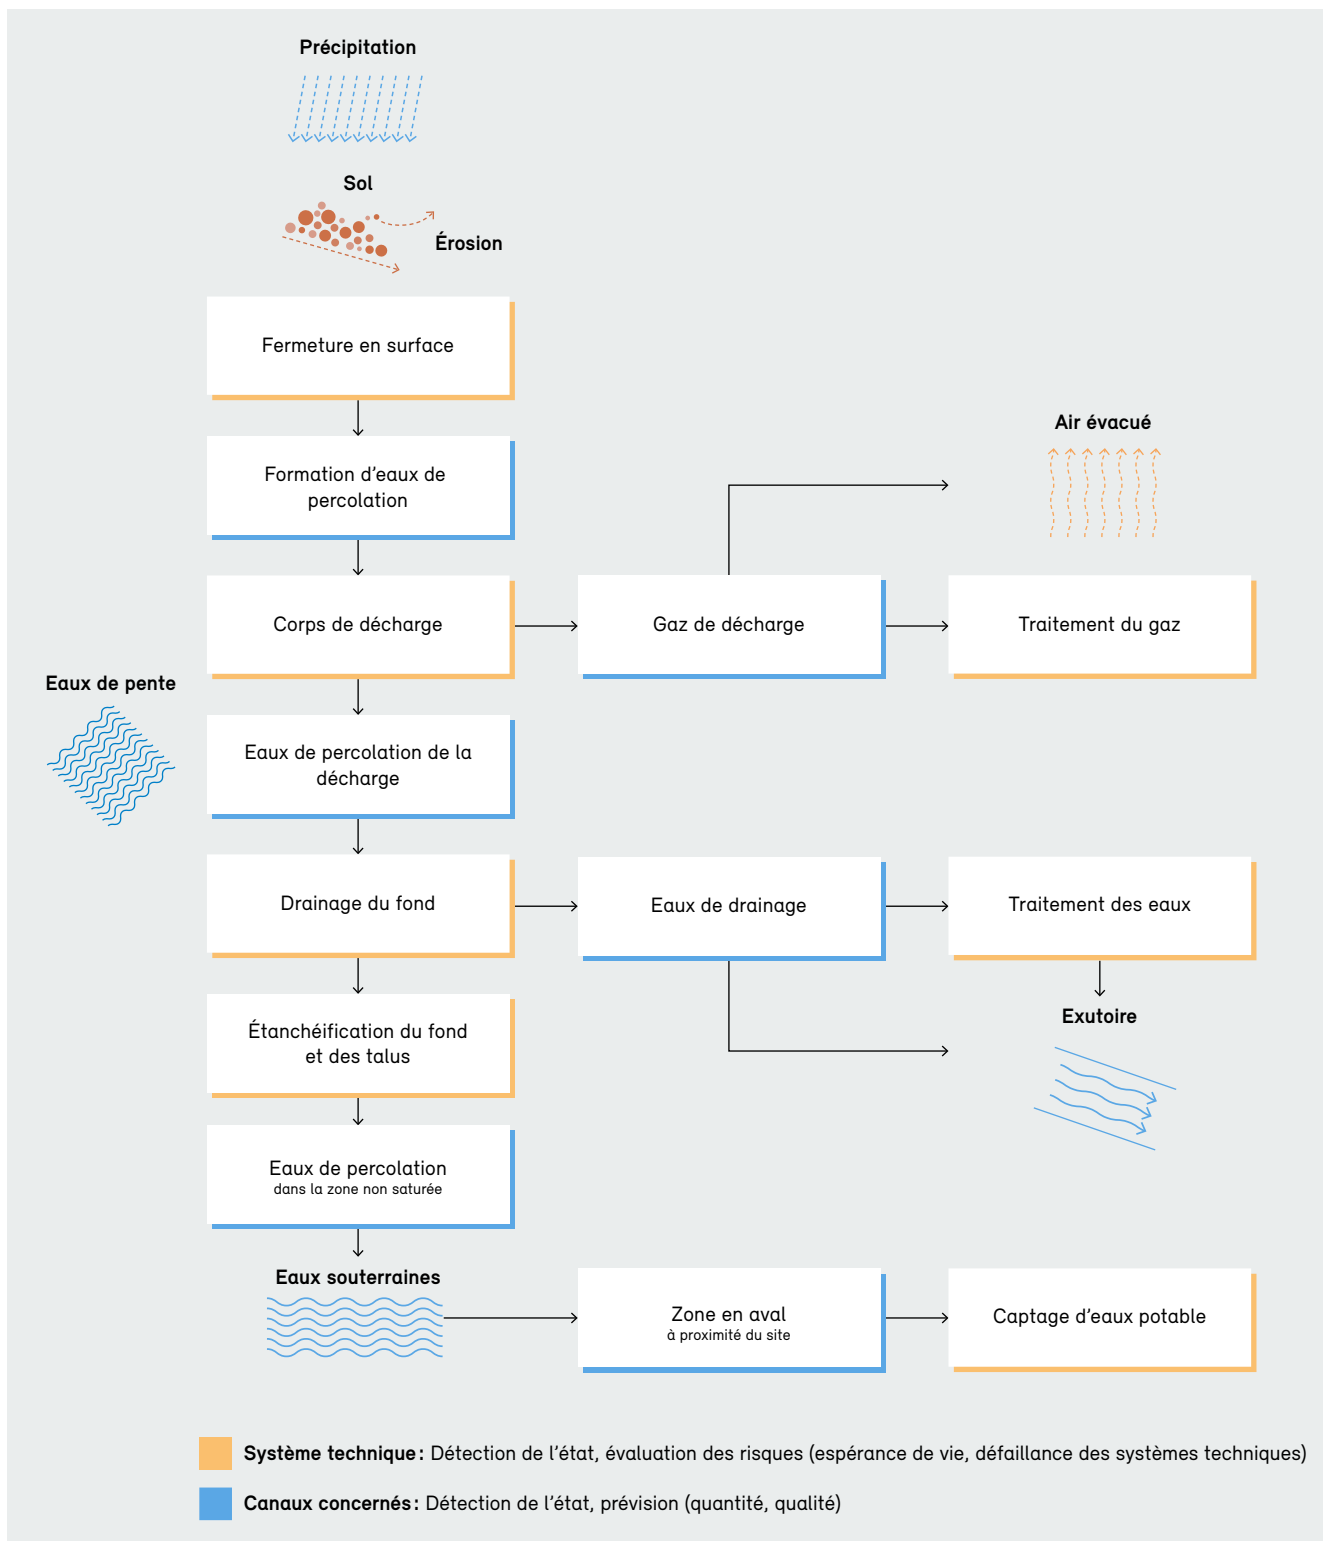 Précipitation
Sol
Érosion
Fermeture en surface
Air évacué
Formation d'eaux de
percolation
Corps de décharge
Gaz de décharge
Traitement du gaz
Eaux de pente
Eaux de percolation de la
décharge
Drainage du fond
Eaux de drainage
Traitement des eaux
Exutoire
Étanchéification du fond
et des talus
Eaux de percolation
dans la zone non saturée
Eaux souterraines
Zone en aval
à proximité du site
Captage d'eaux potable
Système technique : Détection de l'état, évaluation des risques (espérance de vie, défaillance des systèmes techniques)
Canaux concernés : Détection de l'état, prévision (quantité, qualité)